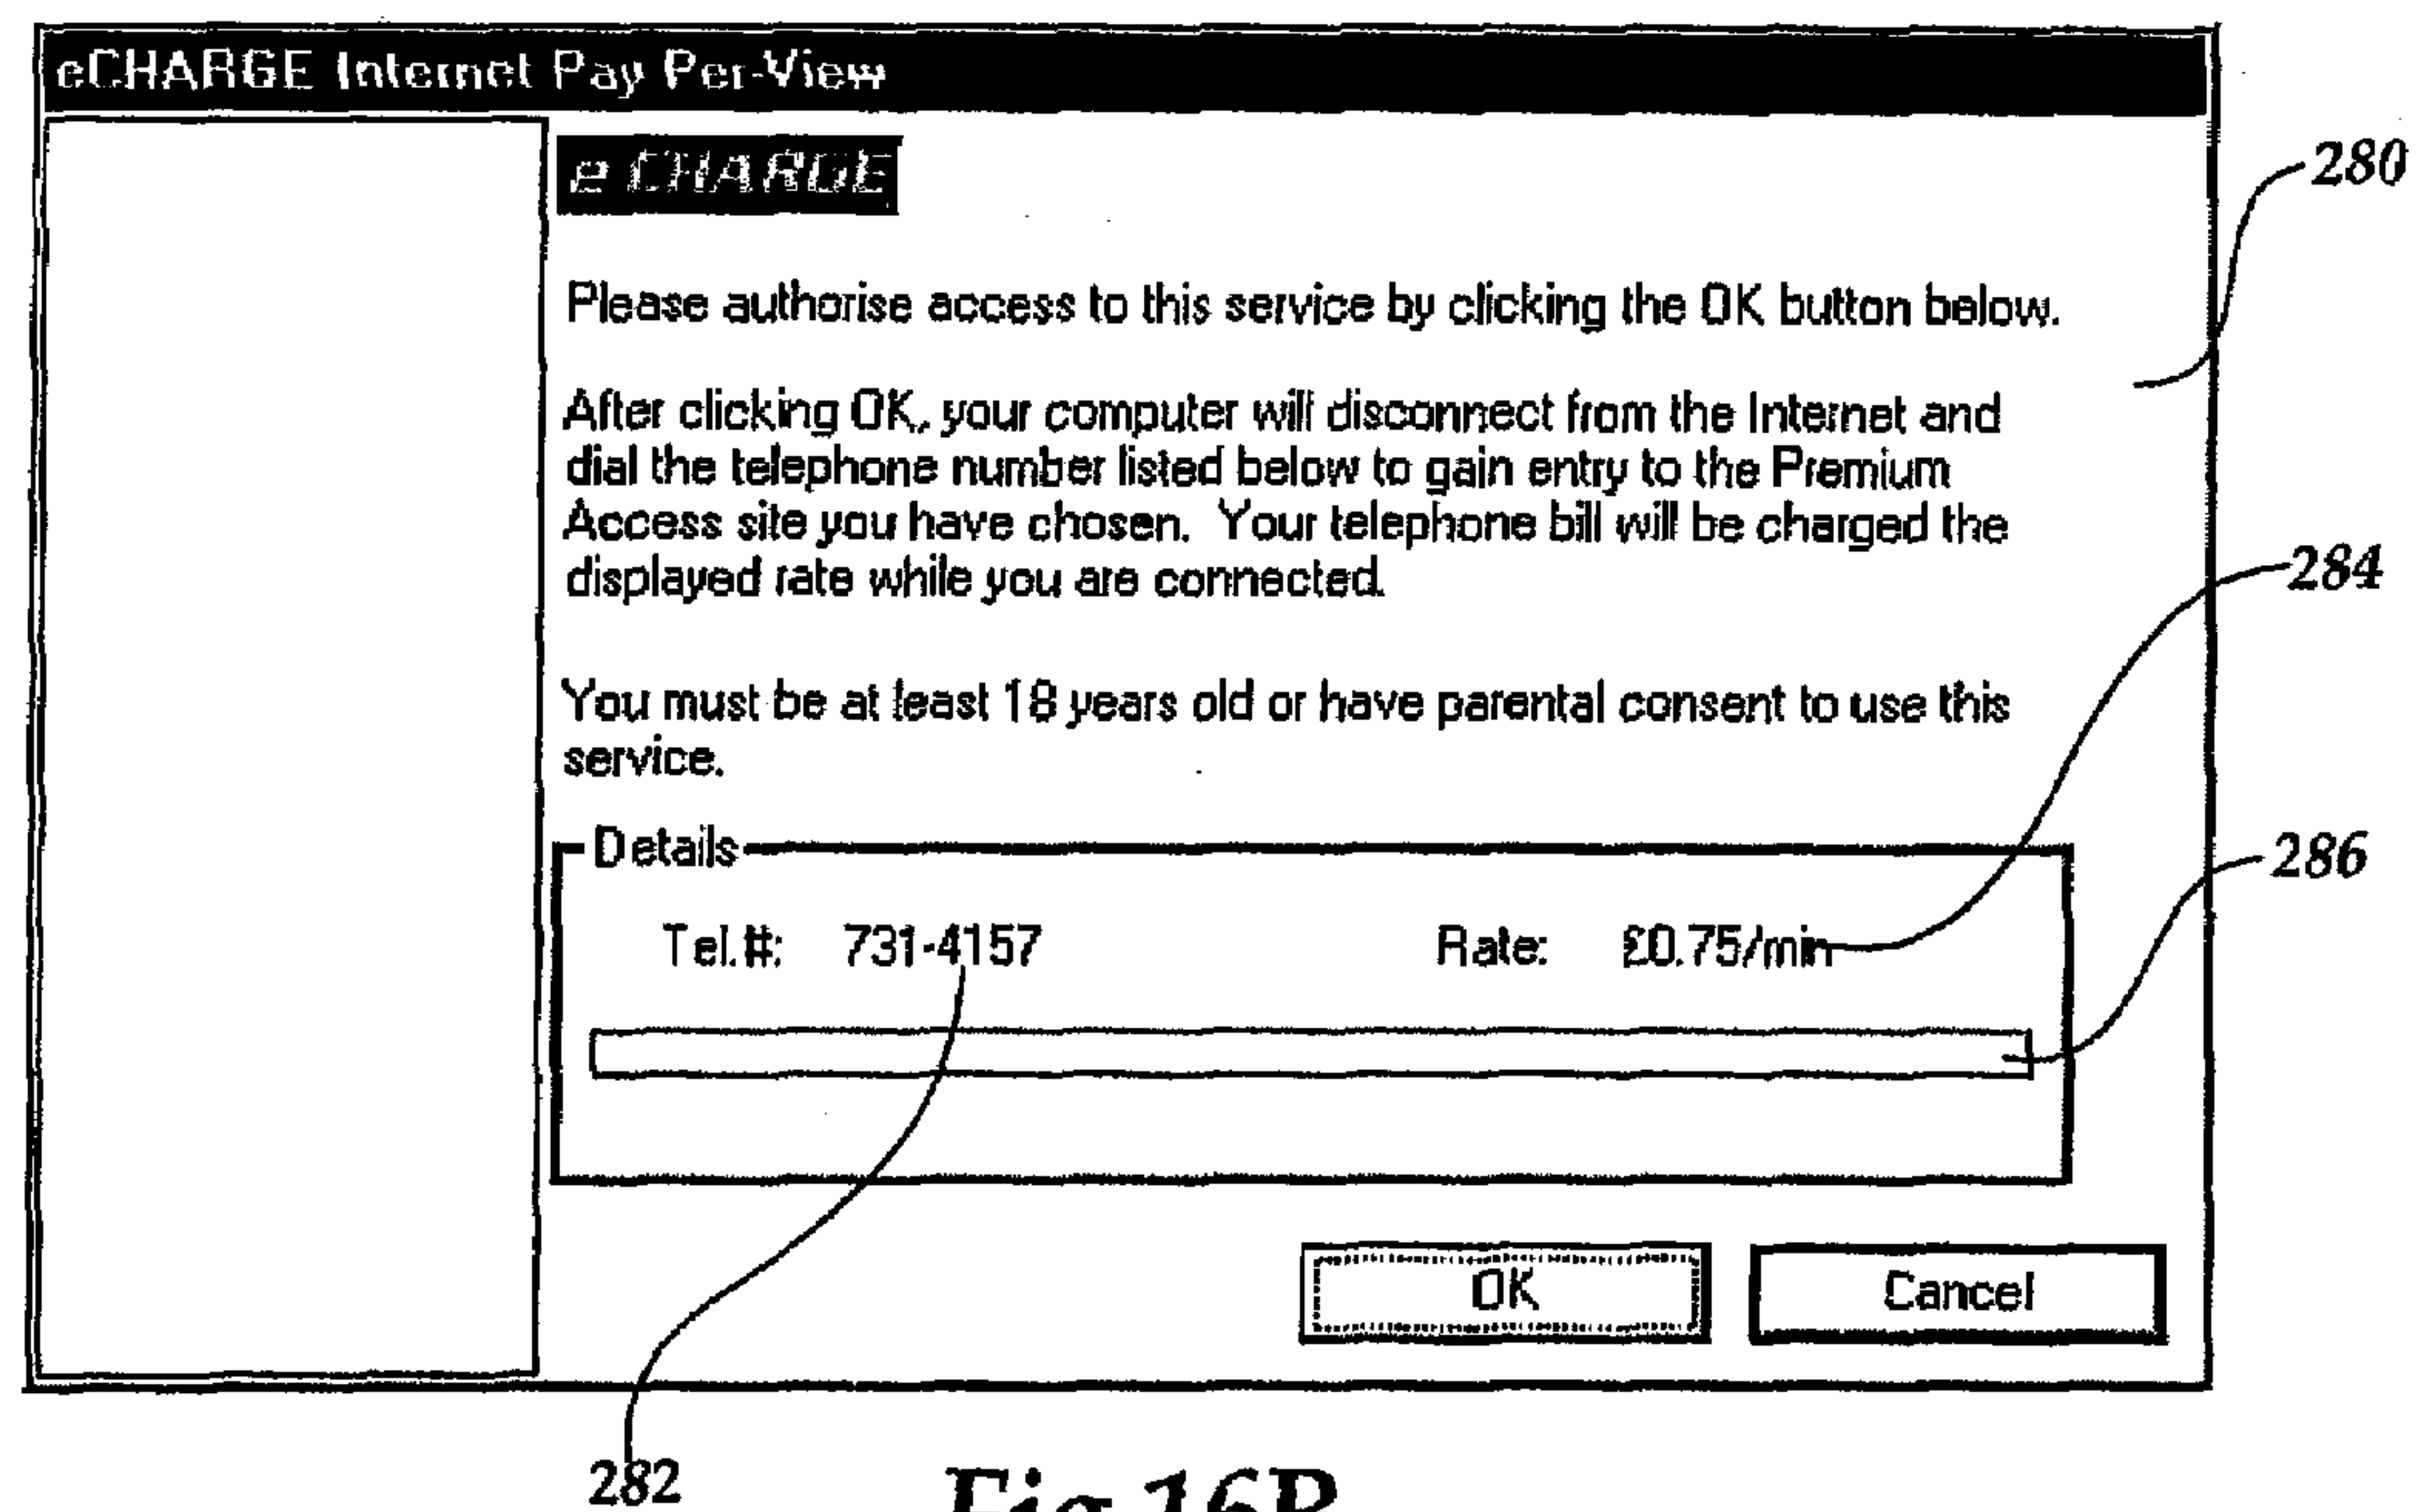 eCHARGE Internet Pay Per-View
e CHARGE
280
Please authorise access to this service by clicking the OK button below.
After clicking OK, your computer will disconnect from the Internet and
dial the telephone number listed below to gain entry to the Premium
Access site you have chosen. Your telephone bill will be charged the
displayed rate while you are connected.
284
You must be at least 18 years old or have parental consent to use this
service.
Details
286
Tel.#: 731-4157 Rate: £0.75/min
OK Cancel
282
Fig.16B